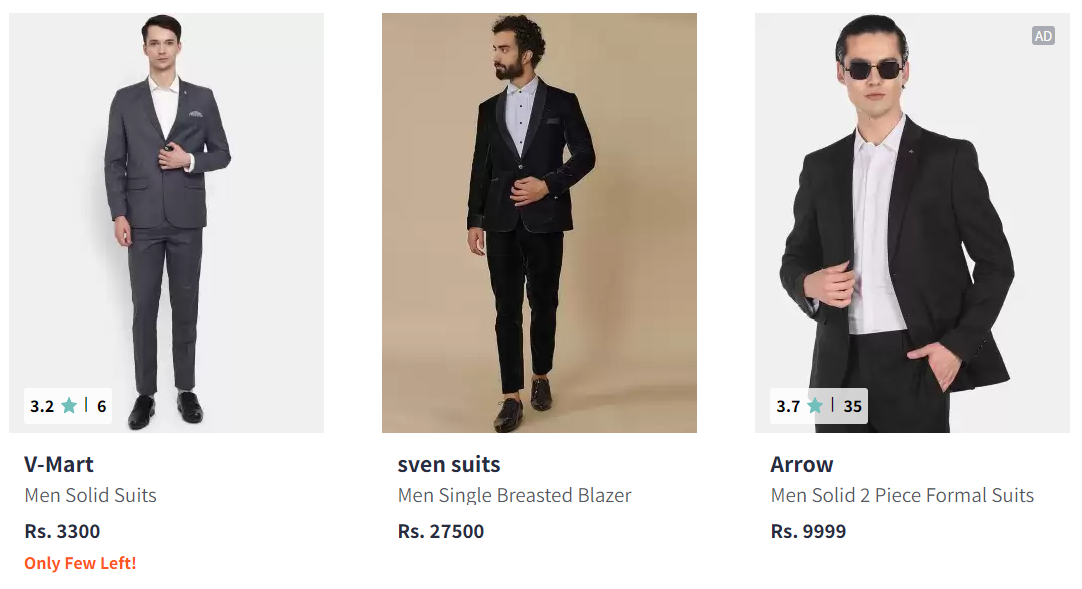 AD
3.2 ★ | 6
3.7 ★ | 35
V-Mart
Men Solid Suits
Rs. 3300
Only Few Left!
sven suits
Men Single Breasted Blazer
Rs. 27500
Arrow
Men Solid 2 Piece Formal Suits
Rs. 9999